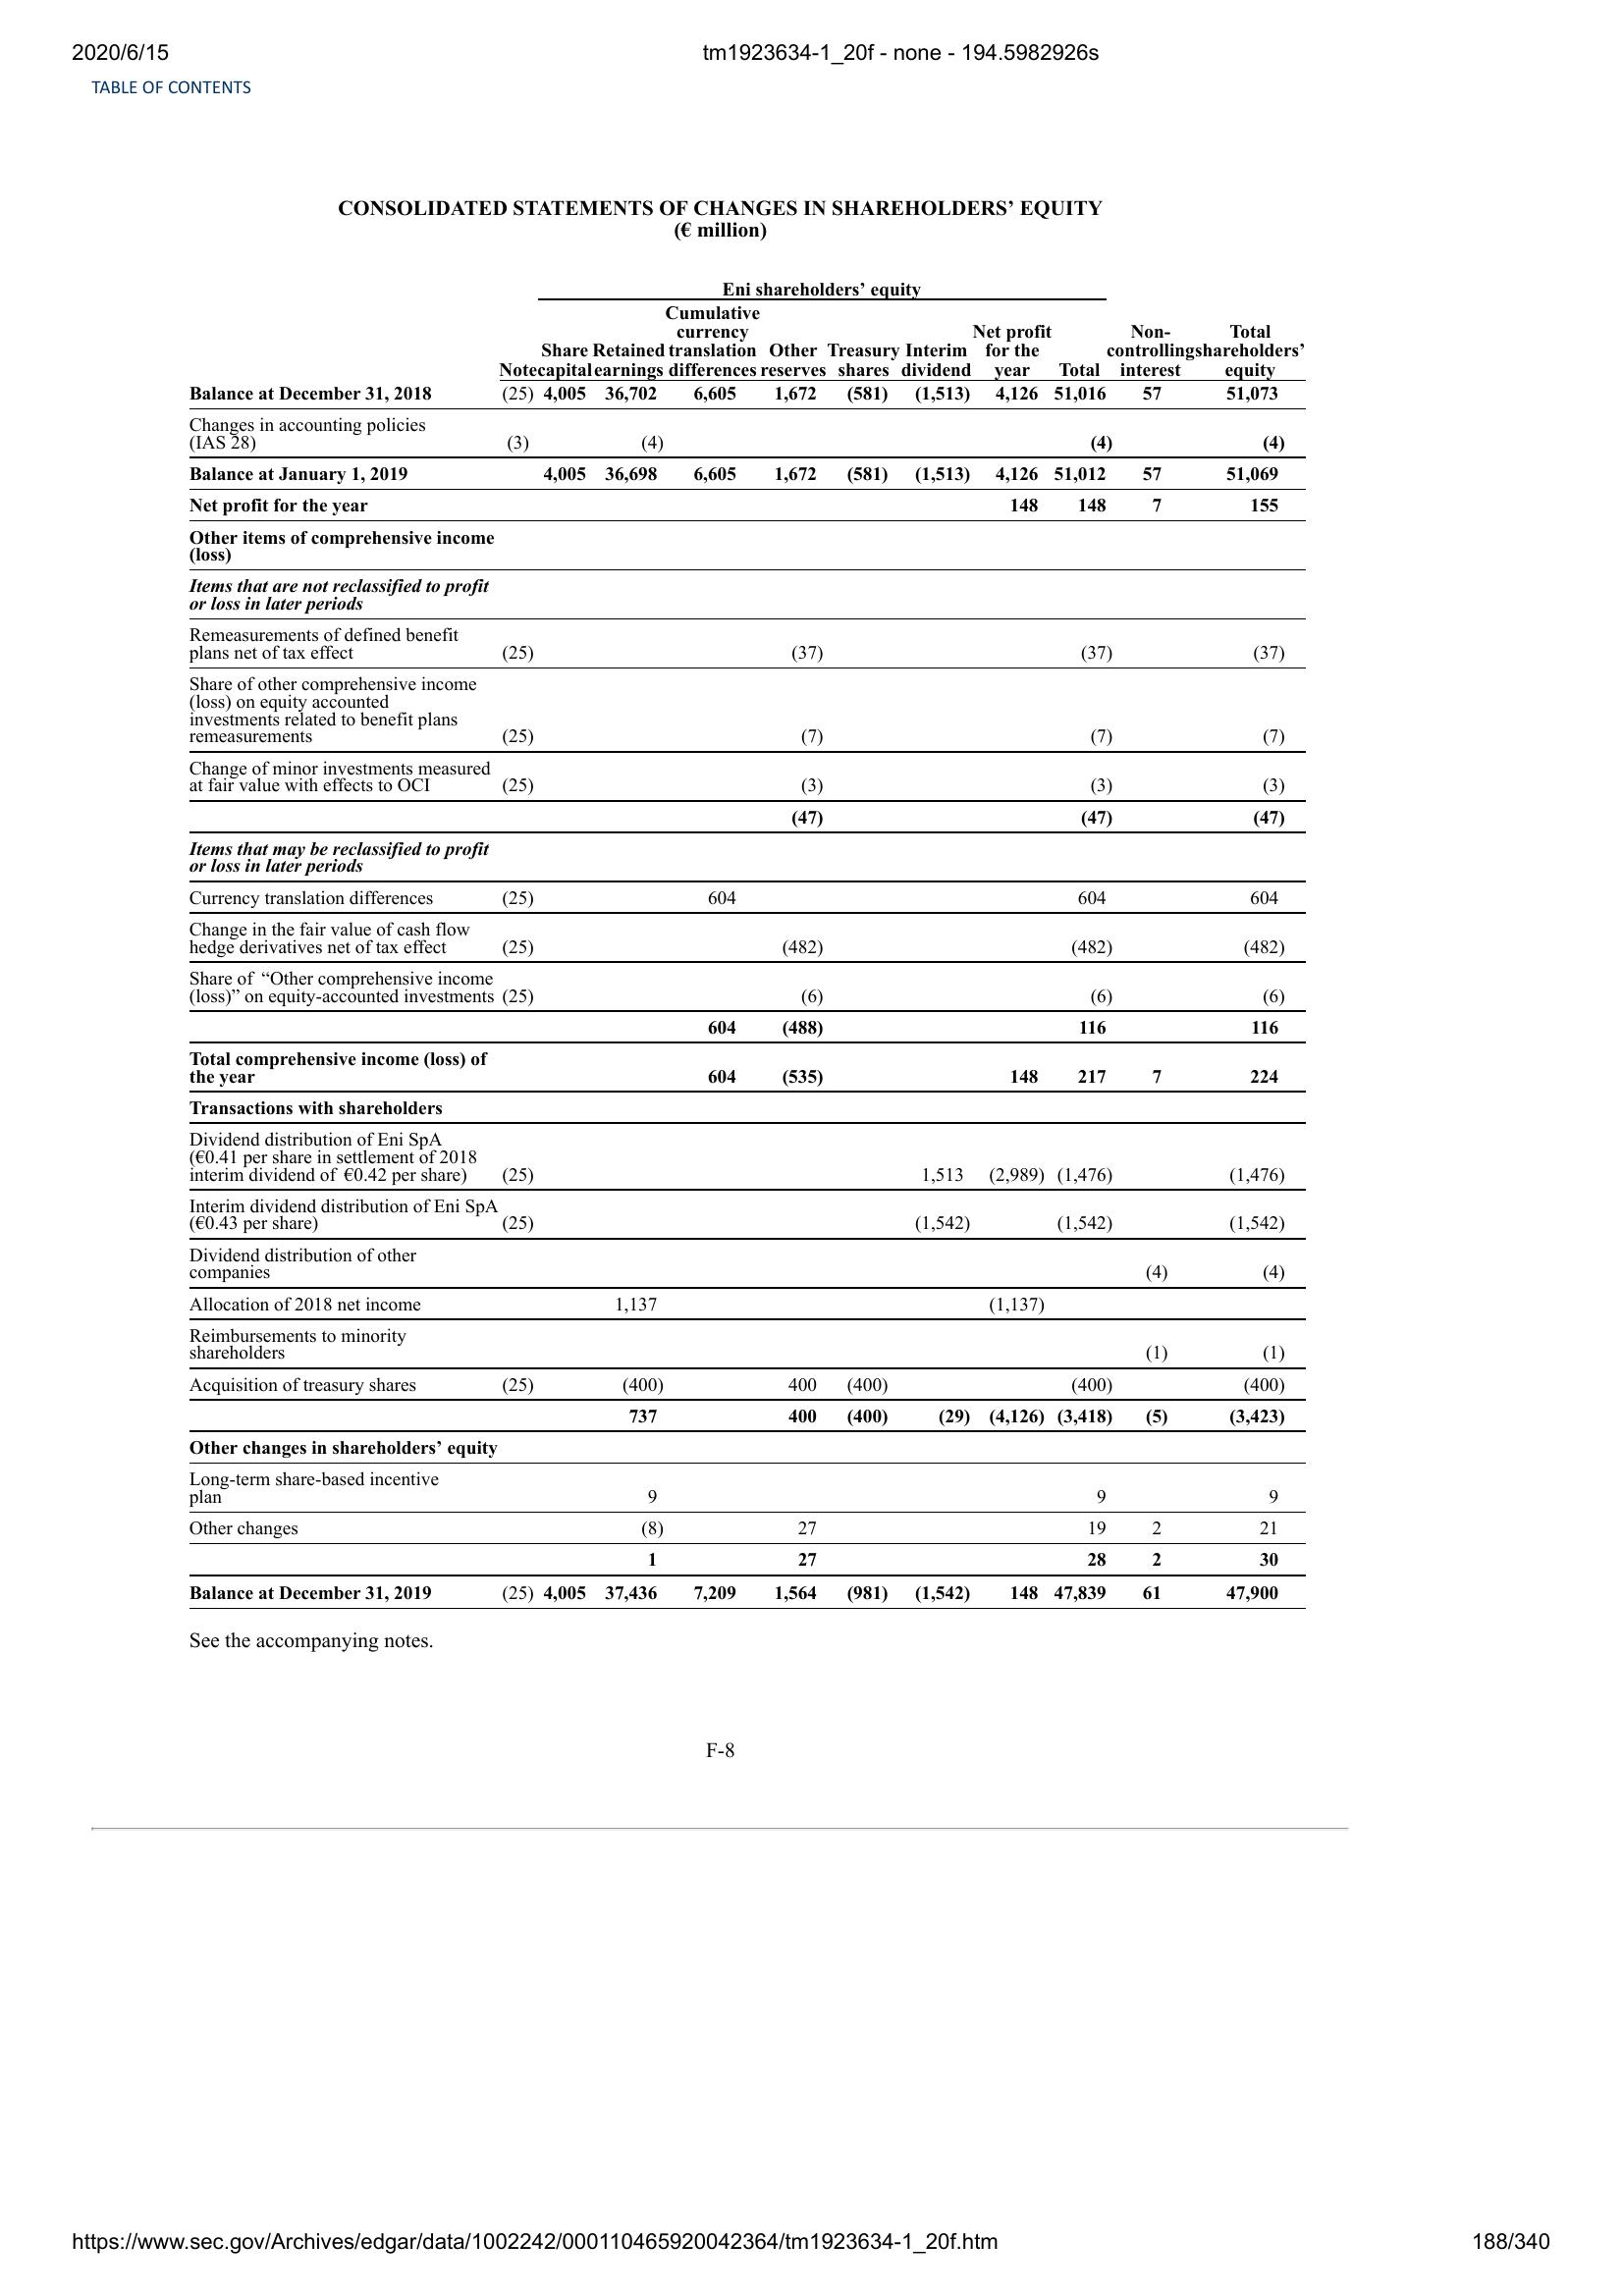 2020/6/15 tm1923634-1_20f - none - 194.5982926s
TABLE OF CONTENTS
CONSOLIDATED STATEMENTS OF CHANGES IN SHAREHOLDERS’ EQUITY
(€ million)
Eni shareholders’ equity
Cumulative
currency Net profit Non- Total
Share Retained translation Other Treasury Interim for the controlling shareholders’
Note capital earnings differences reserves shares dividend year Total interest equity
Balance at December 31, 2018 (25) 4,005 36,702 6,605 1,672 (581) (1,513) 4,126 51,016 57 51,073
Changes in accounting policies
(IAS 28) (3) (4) (4) (4)
Balance at January 1, 2019 4,005 36,698 6,605 1,672 (581) (1,513) 4,126 51,012 57 51,069
Net profit for the year 148 148 7 155
Other items of comprehensive income
(loss)
Items that are not reclassified to profit
or loss in later periods
Remeasurements of defined benefit
plans net of tax effect (25) (37) (37) (37)
Share of other comprehensive income
(loss) on equity accounted
investments related to benefit plans
remeasurements (25) (7) (7) (7)
Change of minor investments measured
at fair value with effects to OCI (25) (3) (3) (3)
(47) (47) (47)
Items that may be reclassified to profit
or loss in later periods
Currency translation differences (25) 604 604 604
Change in the fair value of cash flow
hedge derivatives net of tax effect (25) (482) (482) (482)
Share of “Other comprehensive income
(loss)” on equity-accounted investments (25) (6) (6) (6)
604 (488) 116 116
Total comprehensive income (loss) of
the year 604 (535) 148 217 7 224
Transactions with shareholders
Dividend distribution of Eni SpA
(€0.41 per share in settlement of 2018
interim dividend of €0.42 per share) (25) 1,513 (2,989) (1,476) (1,476)
Interim dividend distribution of Eni SpA
(€0.43 per share) (25) (1,542) (1,542) (1,542)
Dividend distribution of other
companies (4) (4)
Allocation of 2018 net income 1,137 (1,137)
Reimbursements to minority
shareholders (1) (1)
Acquisition of treasury shares (25) (400) 400 (400) (400) (400)
737 400 (400) (29) (4,126) (3,418) (5) (3,423)
Other changes in shareholders’ equity
Long-term share-based incentive
plan 9 9 9
Other changes (8) 27 19 2 21
1 27 28 2 30
Balance at December 31, 2019 (25) 4,005 37,436 7,209 1,564 (981) (1,542) 148 47,839 61 47,900
See the accompanying notes.
F-8
https://www.sec.gov/Archives/edgar/data/1002242/000110465920042364/tm1923634-1_20f.htm 188/340